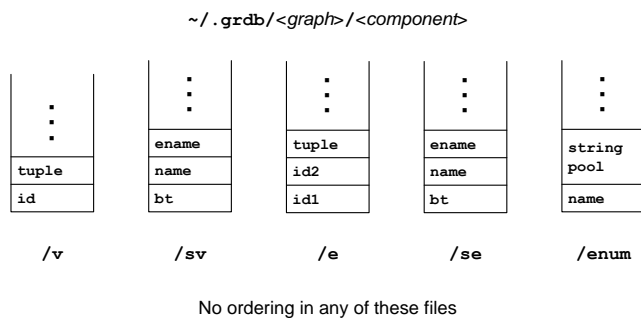 ~/.grdb/<graph>/<component>
ename
tuple
ename
string
tuple
name
id2
name
pool
id
bt
id1
bt
name
/v
/sv
/e
/se
/enum
No ordering in any of these files